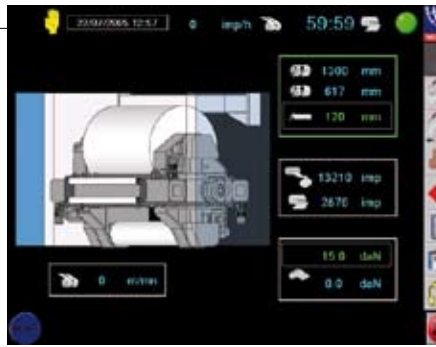 22/07/2005 12:57 0 imp/h 59:59
1300 mm
617 mm
120 mm
13210 imp
2670 imp
15.0 daN
0.0 daN
0 m/min